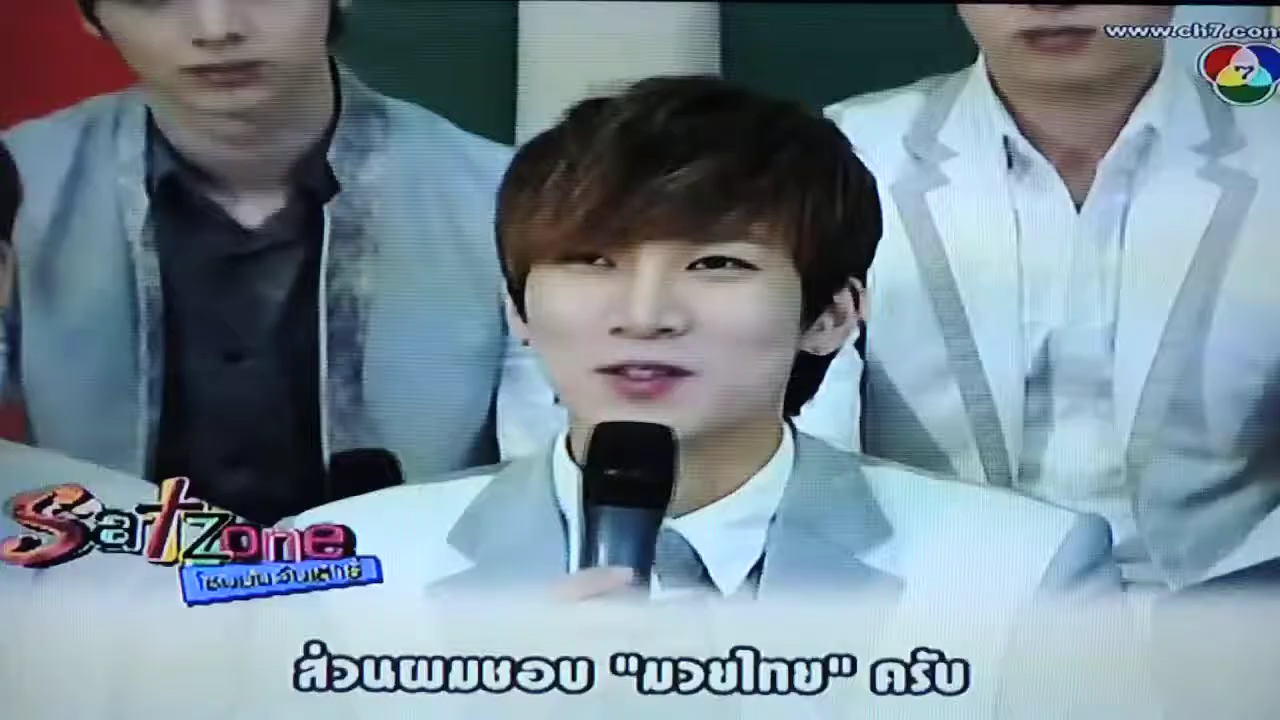 www.ch7.com
7
Satzone
โซนมันวันเสาร์
ส่วนผมชอบ "มวยไทย" ครับ